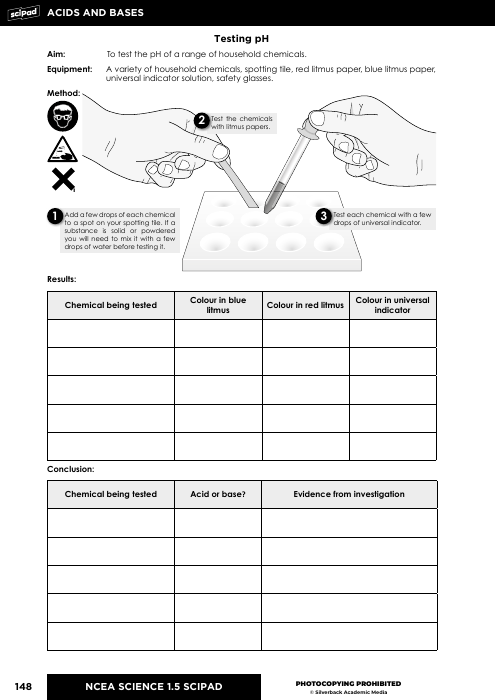 scipad ACIDS AND BASES
Testing pH
Aim: To test the pH of a range of household chemicals.
Equipment: A variety of household chemicals, spotting tile, red litmus paper, blue litmus paper,
universal indicator solution, safety glasses.
Method:
2 Test the chemicals
with litmus papers.
1 Add a few drops of each chemical
to a spot on your spotting tile. If a
substance is solid or powdered
you will need to mix it with a few
drops of water before testing it.
3 Test each chemical with a few
drops of universal indicator.
Results:
Chemical being tested
Colour in blue
litmus
Colour in red litmus
Colour in universal
indicator
Conclusion:
Chemical being tested
Acid or base?
Evidence from investigation
148
NCEA SCIENCE 1.5 SCIPAD
PHOTOCOPYING PROHIBITED
© Silverback Academic Media